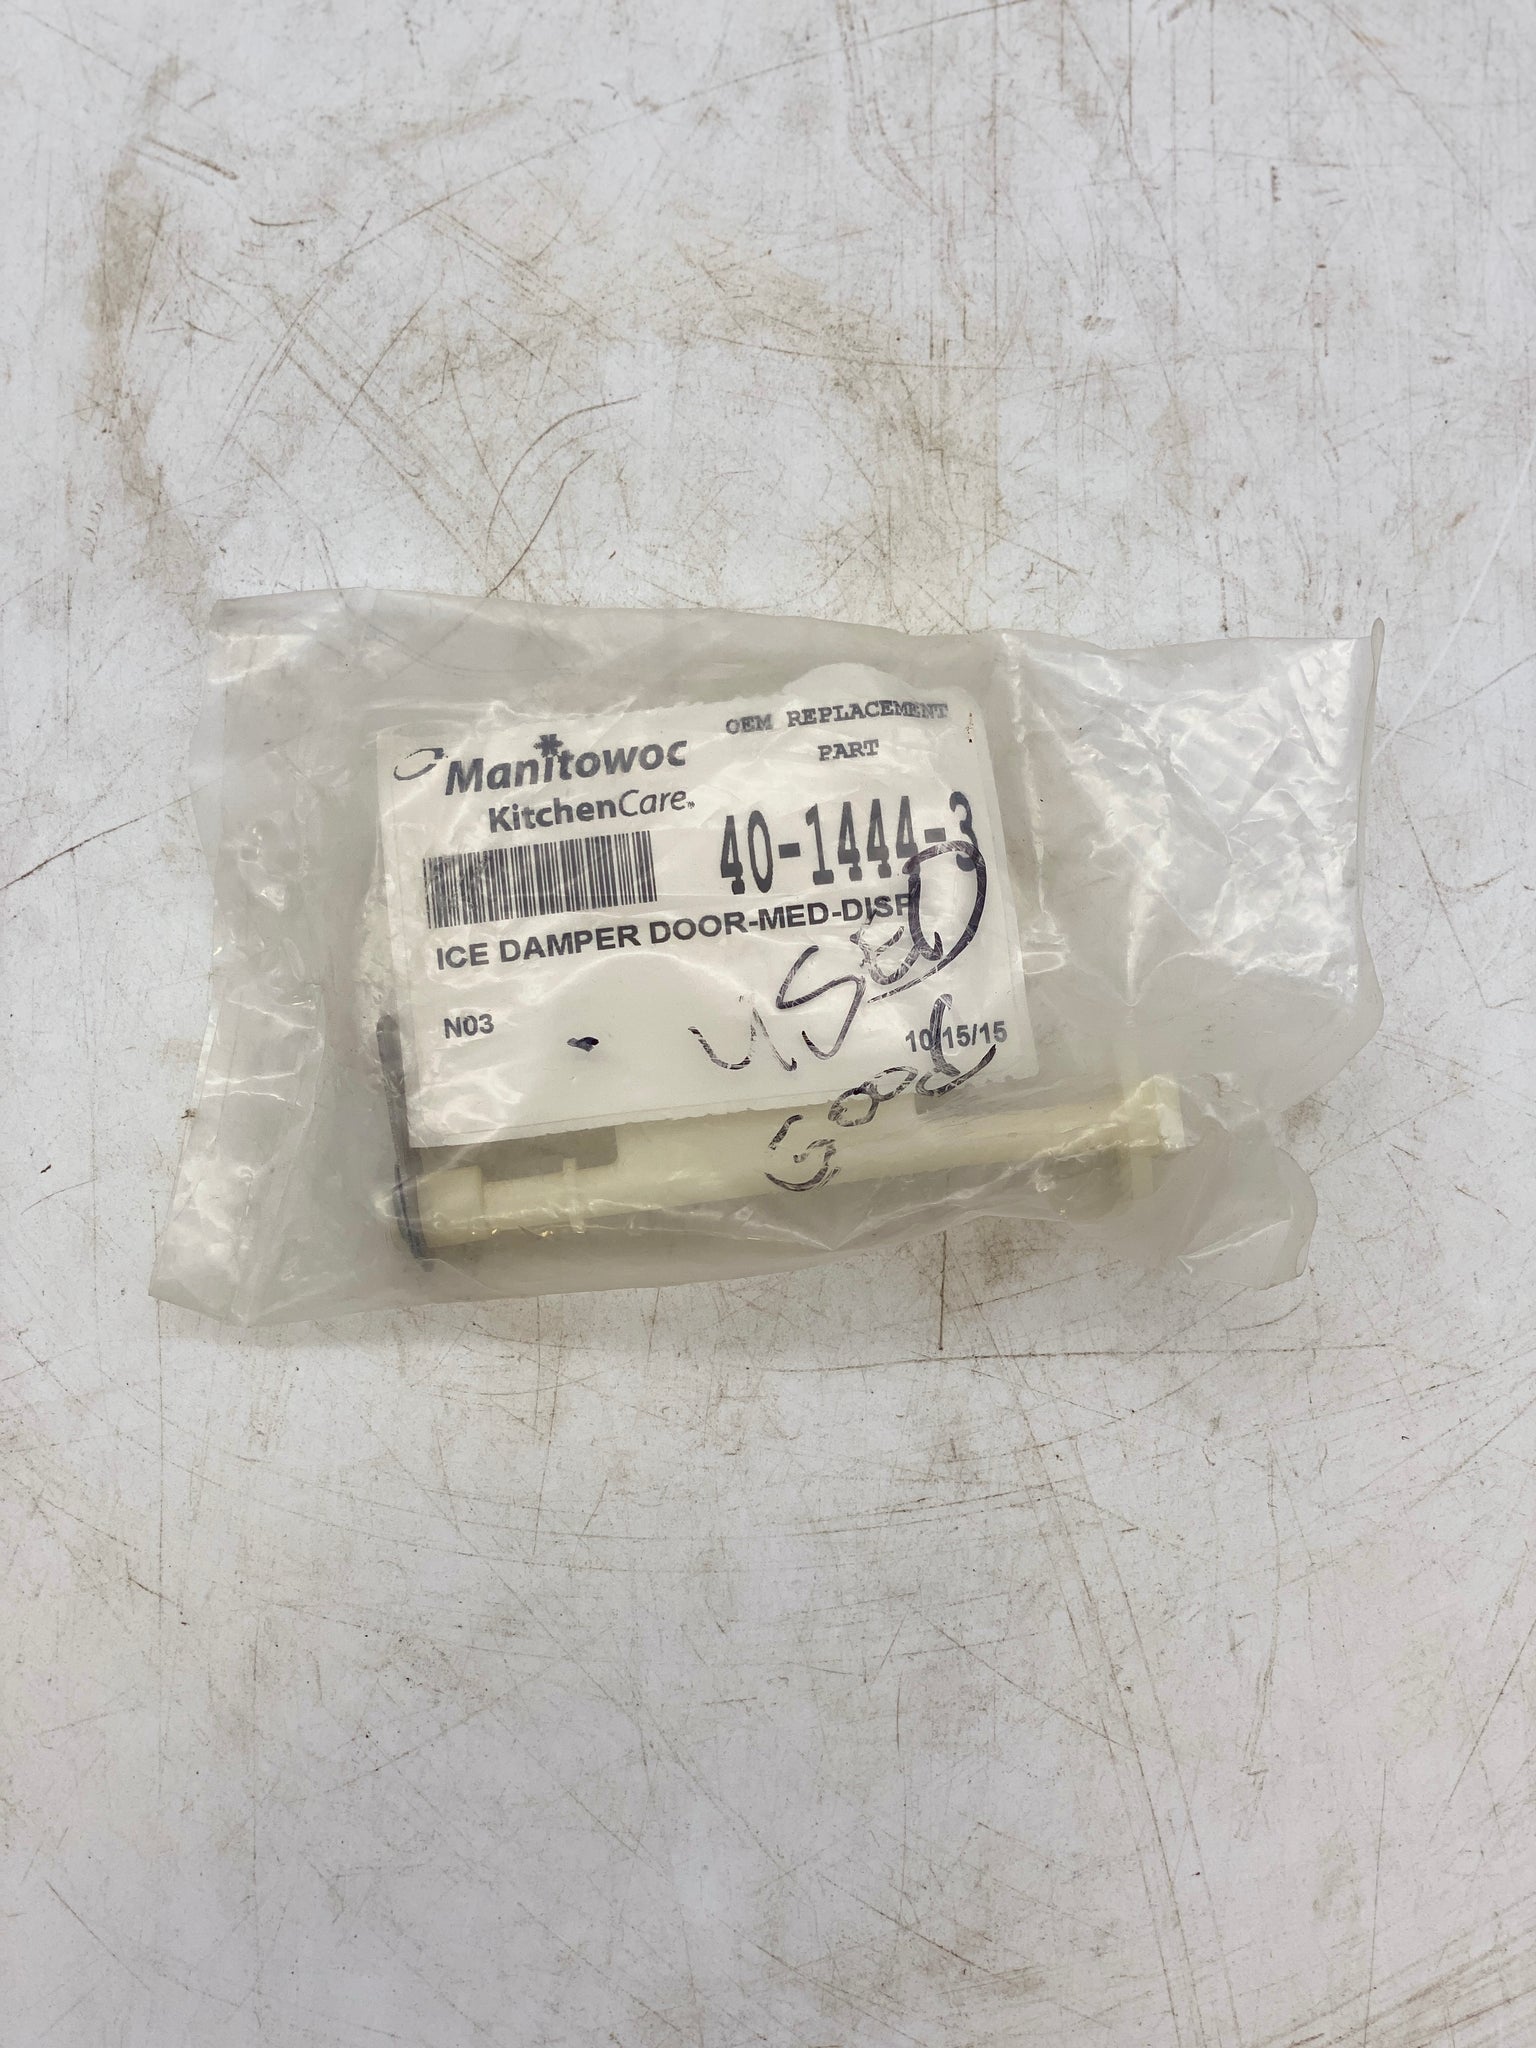 Manitowoc
KitchenCare
OEM REPLACEMENT
PART
40-1444-3
ICE DAMPER DOOR-MED-DISP
N03
10/15/15
USED
Good